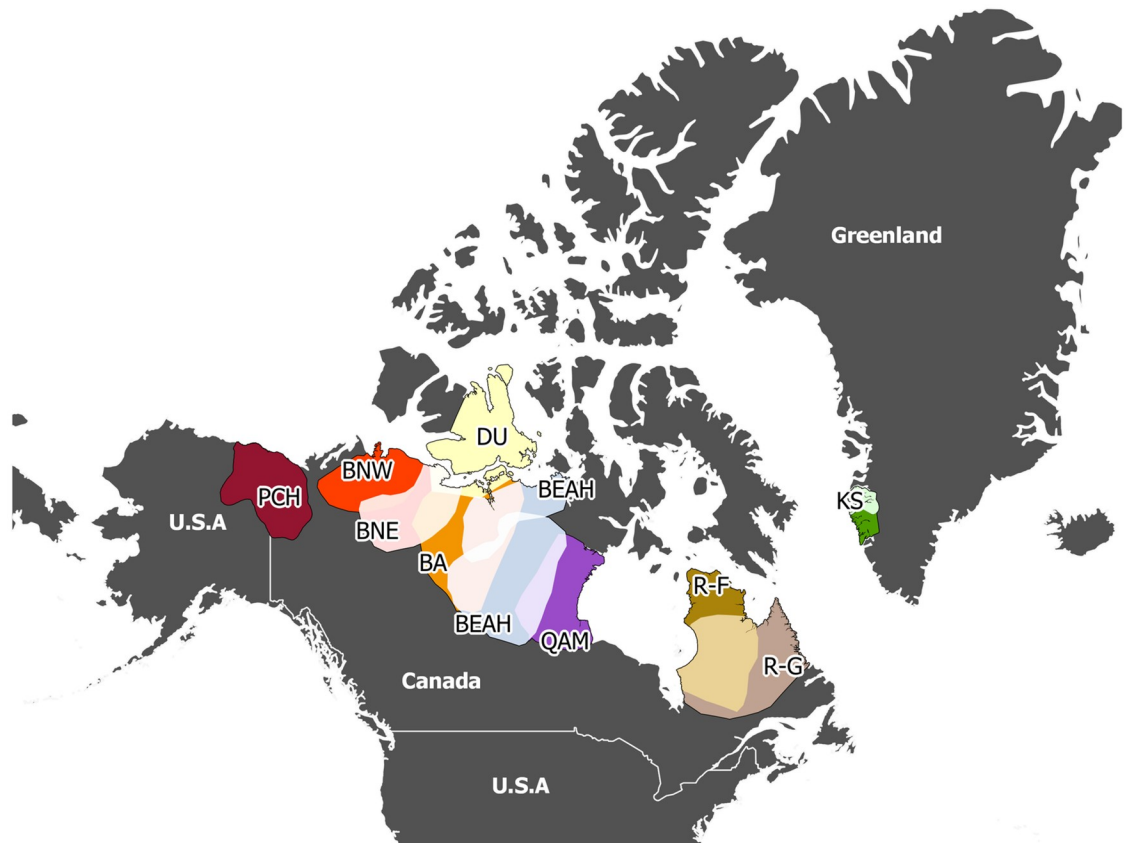 Greenland
DU
BNW
BEAH
PCH
KS
U.S.A
BNE
BA
R-F
BEAH
QAM
R-G
Canada
U.S.A